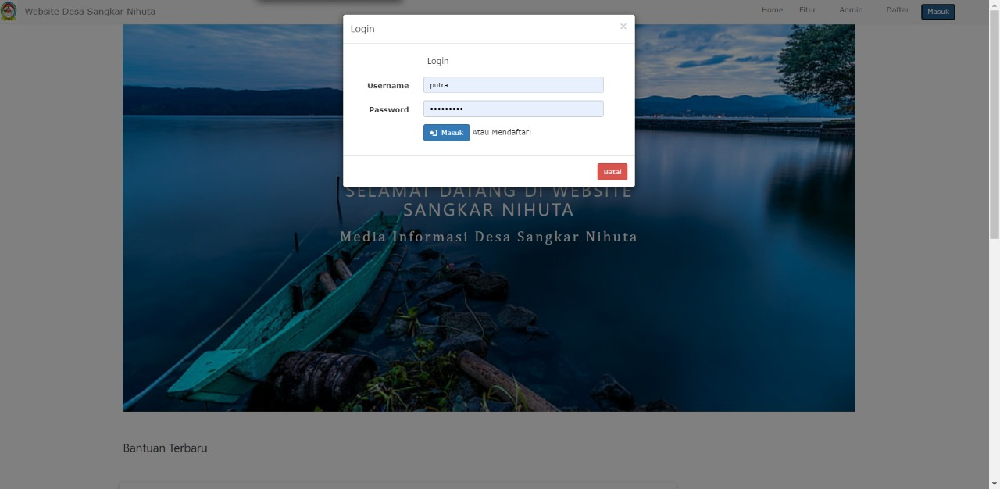 Website Desa Sangkar Nihuta
Home Fitur Admin Daftar Masuk
Login ×
Login
Username putra
Password •••••••••
Masuk Atau Mendaftar!
Batal
SELAMAT DATANG DI WEBSITE
SANGKAR NIHUTA
Media Informasi Desa Sangkar Nihuta
Bantuan Terbaru